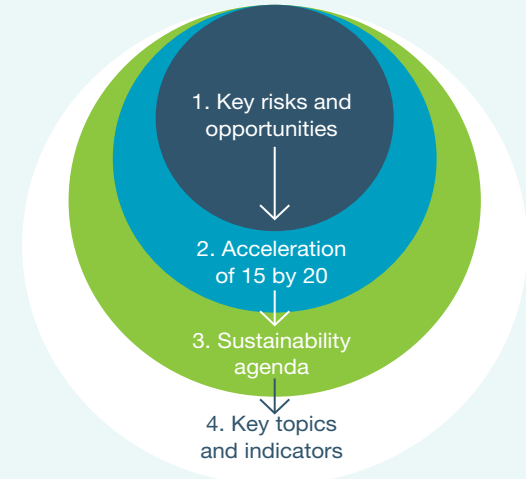 1. Key risks and
opportunities
2. Acceleration
of 15 by 20
3. Sustainability
agenda
4. Key topics
and indicators